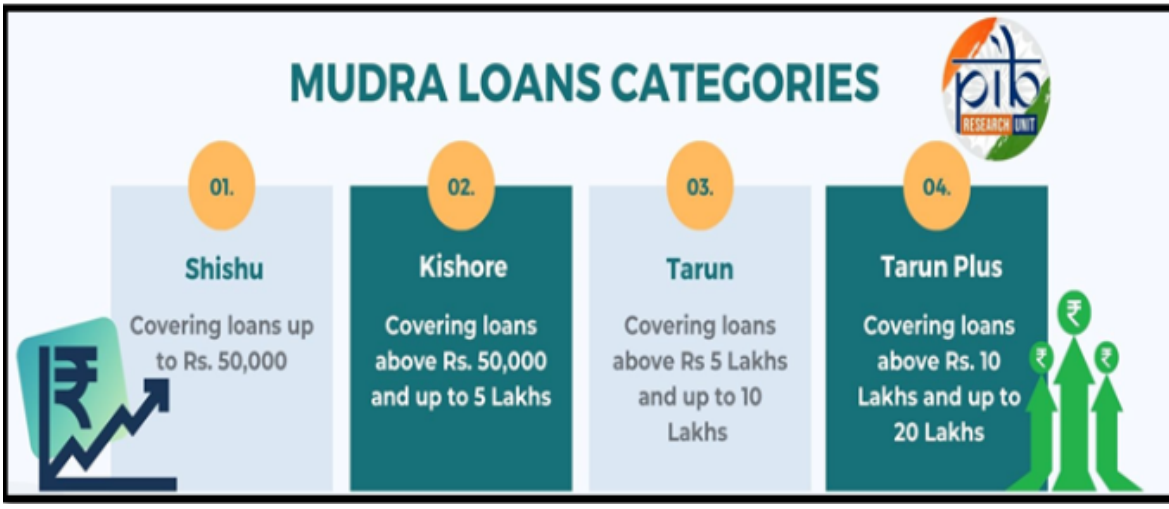 MUDRA LOANS CATEGORIES
pib
RESEARCH UNIT
01.
Shishu
Covering loans up
to Rs. 50,000
02.
Kishore
Covering loans
above Rs. 50,000
and up to 5 Lakhs
03.
Tarun
Covering loans
above Rs 5 Lakhs
and up to 10
Lakhs
04.
Tarun Plus
Covering loans
above Rs. 10
Lakhs and up to
20 Lakhs
₹
₹
₹
₹